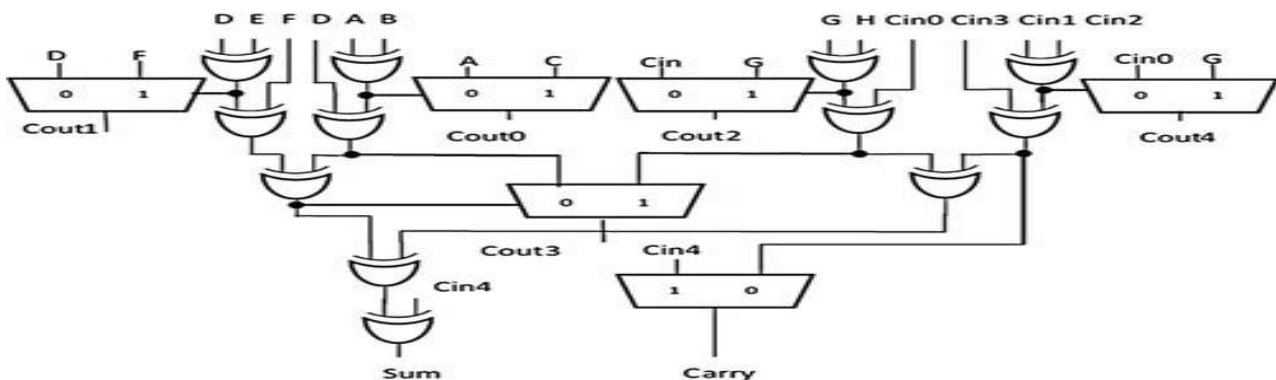 D E F D A B G H Cin0 Cin3 Cin1 Cin2
D F A C Cin G Cin0 G
0 1 0 1 0 1 0 1
Cout1 Cout0 Cout2 Cout4
0 1
Cout3 Cin4
Cin4 1 0
Sum Carry